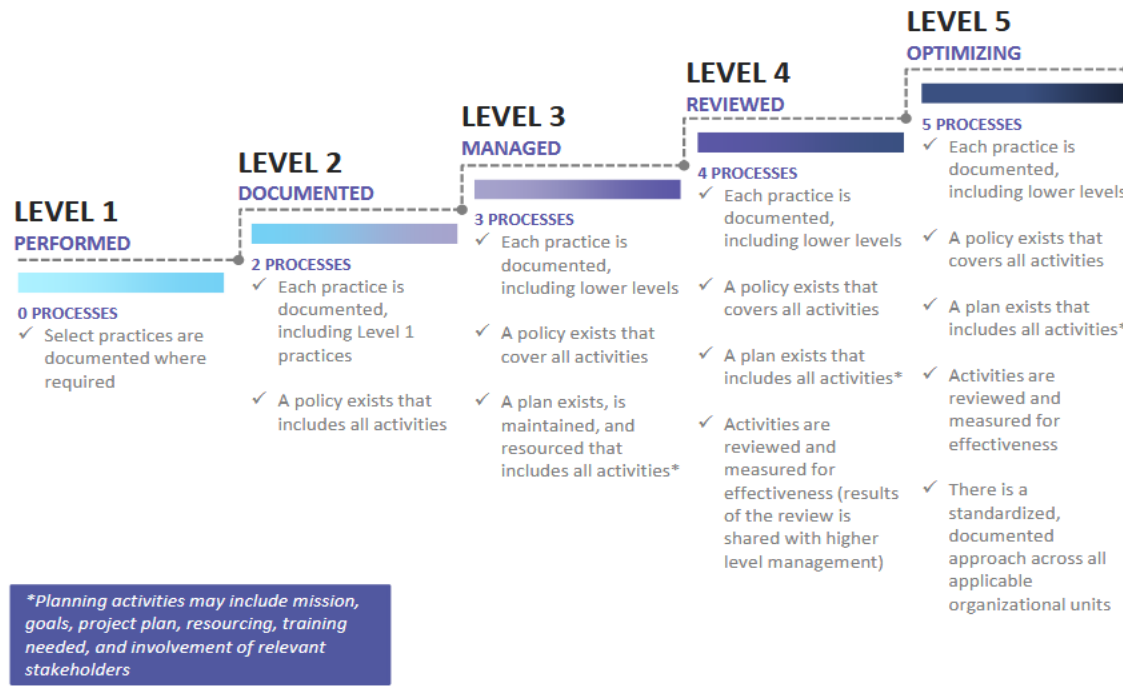 LEVEL 1
PERFORMED
0 PROCESSES
✓ Select practices are
documented where
required
LEVEL 2
DOCUMENTED
2 PROCESSES
✓ Each practice is
documented,
including Level 1
practices
✓ A policy exists that
includes all activities
LEVEL 3
MANAGED
3 PROCESSES
✓ Each practice is
documented,
including lower levels
✓ A policy exists that
cover all activities
✓ A plan exists, is
maintained, and
resourced that
includes all activities*
LEVEL 4
REVIEWED
4 PROCESSES
✓ Each practice is
documented,
including lower levels
✓ A policy exists that
covers all activities
✓ A plan exists that
includes all activities*
✓ Activities are
reviewed and
measured for
effectiveness (results
of the review is
shared with higher
level management)
LEVEL 5
OPTIMIZING
5 PROCESSES
✓ Each practice is
documented,
including lower levels
✓ A policy exists that
covers all activities
✓ A plan exists that
includes all activities*
✓ Activities are
reviewed and
measured for
effectiveness
✓ There is a
standardized,
documented
approach across all
applicable
organizational units
*Planning activities may include mission,
goals, project plan, resourcing, training
needed, and involvement of relevant
stakeholders